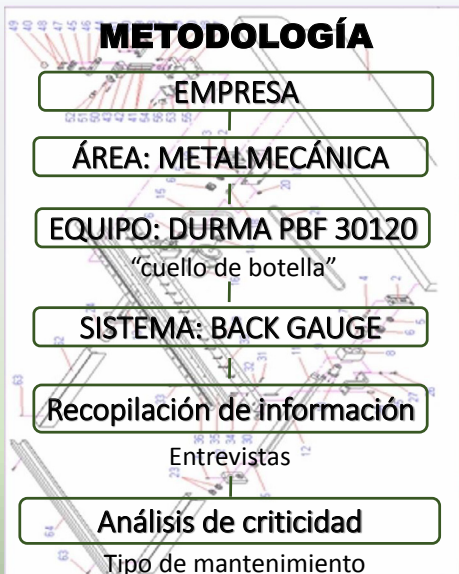 METODOLOGÍA
EMPRESA
ÁREA: METALMECÁNICA
EQUIPO: DURMA PBF 30120
“cuello de botella”
SISTEMA: BACK GAUGE
Recopilación de información
Entrevistas
Análisis de criticidad
Tipo de mantenimiento